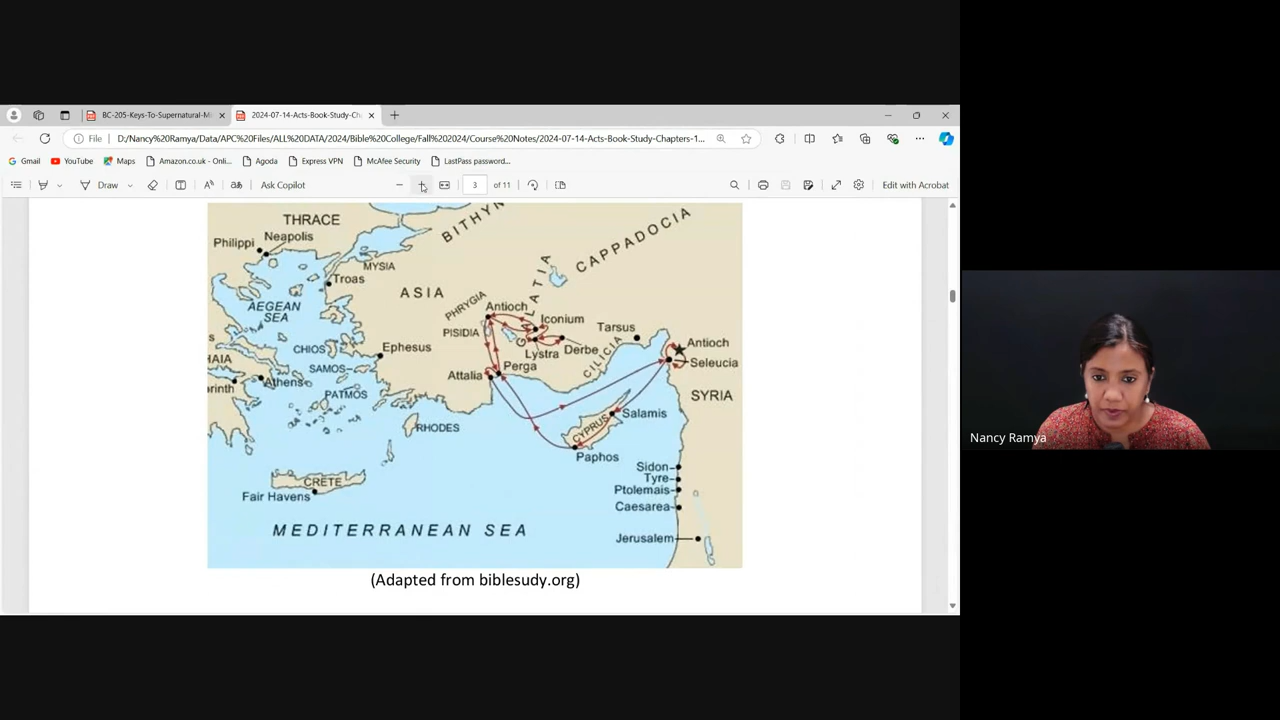 BC-205-Keys-To-Supernatural-M
2024-07-14-Acts-Book-Study-Ch
File
D:/Nancy%20Ramya/Data/APC%20Files/ALL%20DATA/2024/Bible%20College/Fall%202024/Course%20Notes/2024-07-14-Acts-Book-Study-Chapters-1...
Gmail
YouTube
Maps
Amazon.co.uk - Onli...
Agoda
Express VPN
McAfee Security
LastPass password...
Draw
Ask Copilot
3
of 11
Edit with Acrobat
THRACE
BITHYN
CAPPADOCIA
Philippi
Neapolis
MYSIA
Troas
ASIA
GALATIA
AEGEAN
SEA
PHRYGIA
Antioch
Iconium
PISIDIA
Tarsus
Lystra
Derbe
CILICIA
Antioch
Seleucia
SYRIA
CHIOS
Ephesus
HAIA
SAMOS
Perga
Attalia
rinth
Athens
PATMOS
RHODES
CYPRUS
Salamis
Paphos
CRETE
Fair Havens
Sidon
Tyre
Ptolemais
Caesarea
Jerusalem
MEDITERRANEAN SEA
(Adapted from biblesudy.org)
Nancy Ramya